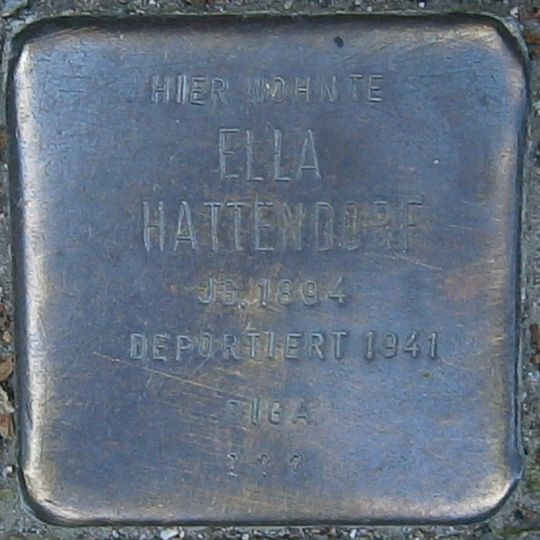 HIER WOHNTE
ELLA
HATTENDORF
JG. 1894
DEPORTIERT 1941
RIGA
???